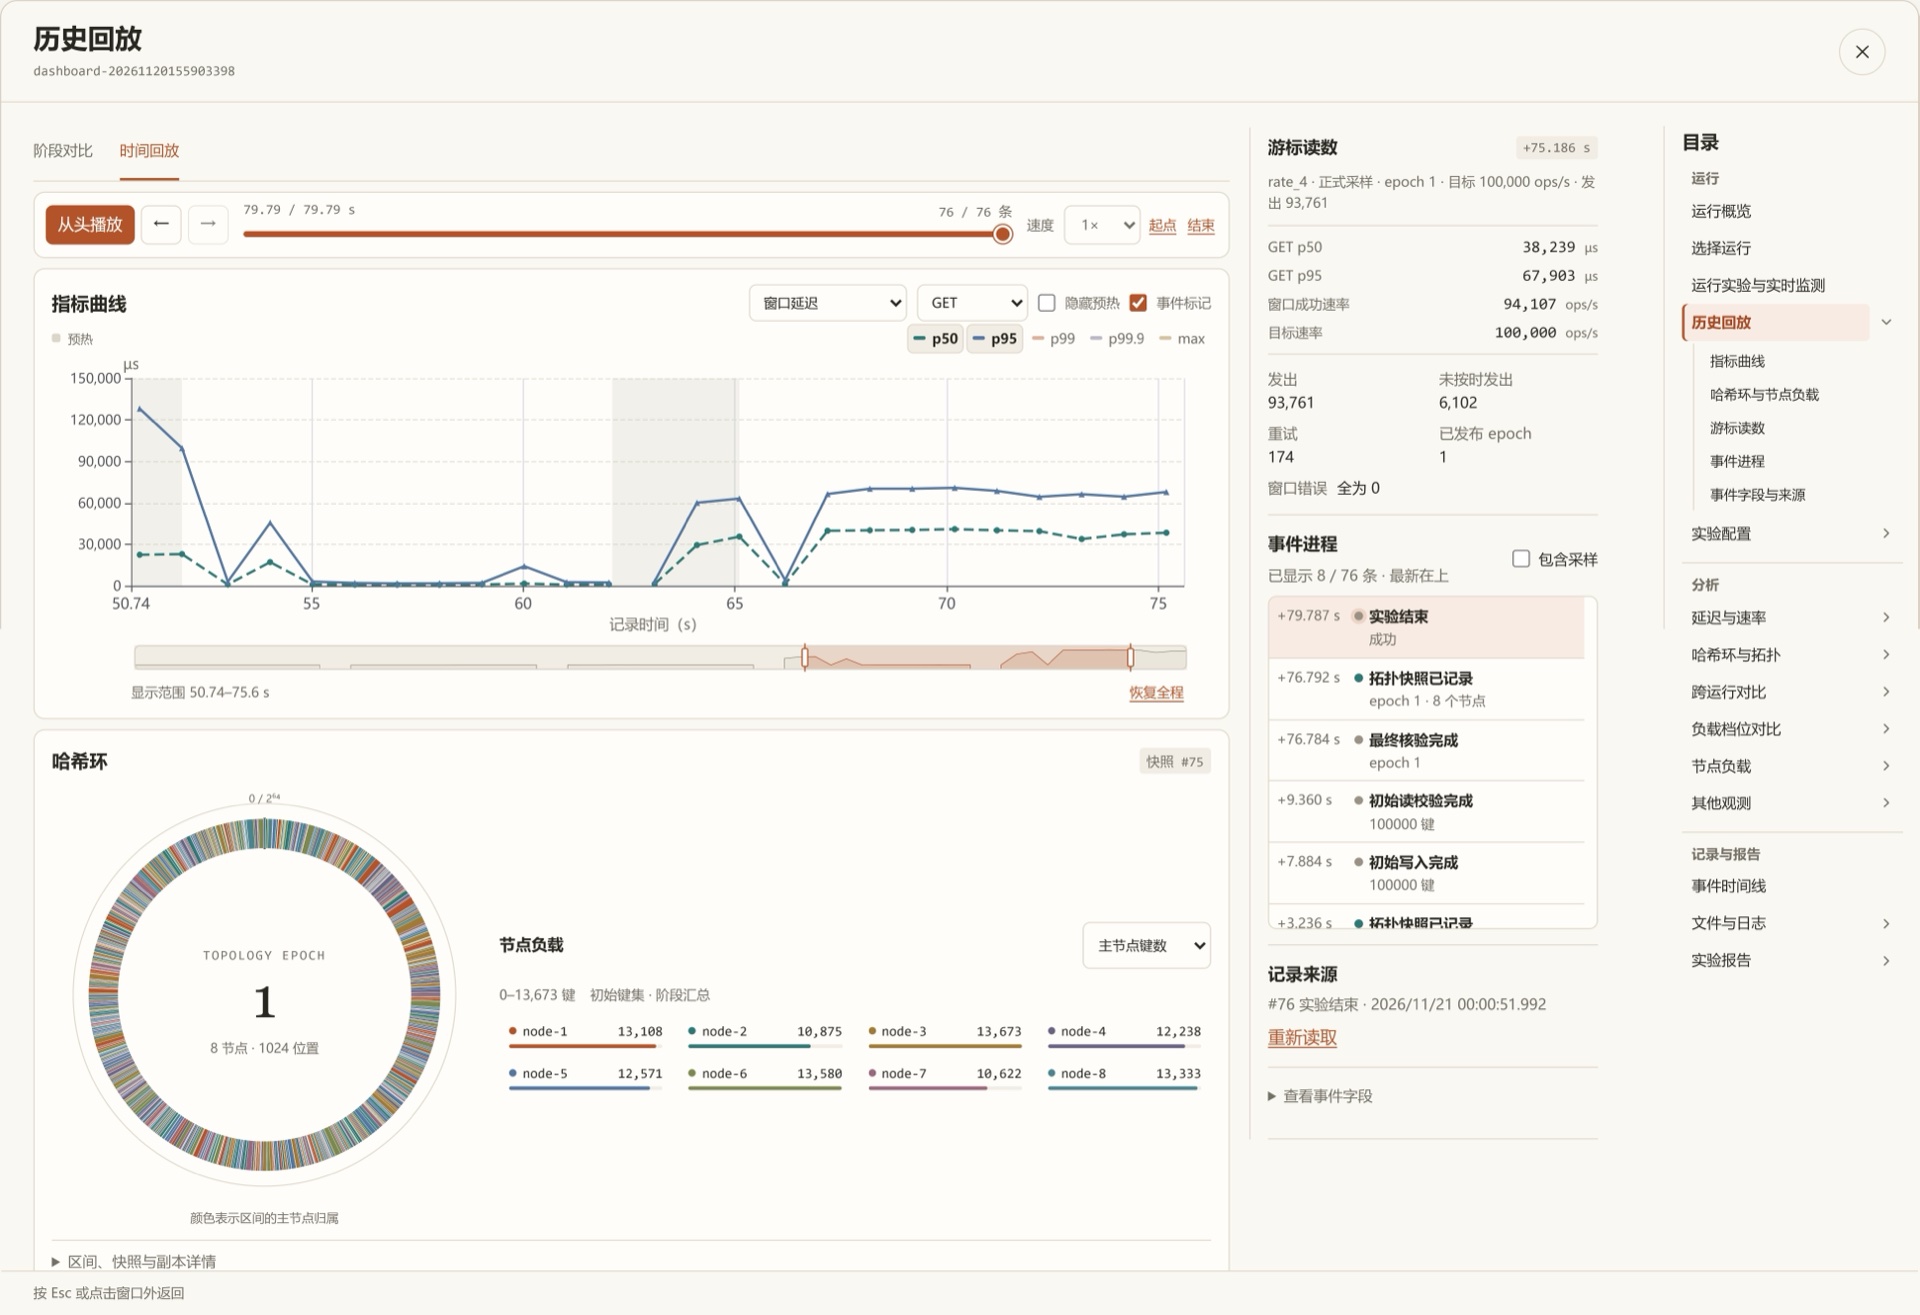 历史回放
dashboard-20261120155903398
阶段对比 时间回放
从头播放 ← → 79.79 / 79.79 s 76 / 76 条 速度 1× 起点 结束
指标曲线 窗口延迟 GET 隐藏预热 事件标记
预热 p50 p95 p99 p99.9 max
µs
150,000
120,000
90,000
60,000
30,000
0
50.74 55 60 65 70 75
记录时间 (s)
显示范围 50.74–75.6 s 恢复全程
哈希环 快照 #75
0 / 2⁶⁴
TOPOLOGY EPOCH
1
8 节点 · 1024 位置
颜色表示区间的主节点归属
节点负载 主节点键数
0–13,673 键 初始键集 · 阶段汇总
node-1 13,108 node-2 10,875 node-3 13,673 node-4 12,238
node-5 12,571 node-6 13,580 node-7 10,622 node-8 13,333
▶ 区间、快照与副本详情
按 Esc 或点击窗口外返回
游标读数 +75.186 s
rate_4 · 正式采样 · epoch 1 · 目标 100,000 ops/s · 发
出 93,761
GET p50 38,239 µs
GET p95 67,903 µs
窗口成功速率 94,107 ops/s
目标速率 100,000 ops/s
发出 未按时发出
93,761 6,102
重试 已发布 epoch
174 1
窗口错误 全为 0
事件进程
已显示 8 / 76 条 · 最新在上 包含采样
+79.787 s 实验结束
成功
+76.792 s 拓扑快照已记录
epoch 1 · 8 个节点
+76.784 s 最终核验完成
epoch 1
+9.360 s 初始读校验完成
100000 键
+7.884 s 初始写入完成
100000 键
+3.236 s 拓扑快照已记录
记录来源
#76 实验结束 · 2026/11/21 00:00:51.992
重新读取
▶ 查看事件字段
目录
运行
运行概览
选择运行
运行实验与实时监测
历史回放
指标曲线
哈希环与节点负载
游标读数
事件进程
事件字段与来源
实验配置
分析
延迟与速率
哈希环与拓扑
跨运行对比
负载档位对比
节点负载
其他观测
记录与报告
事件时间线
文件与日志
实验报告